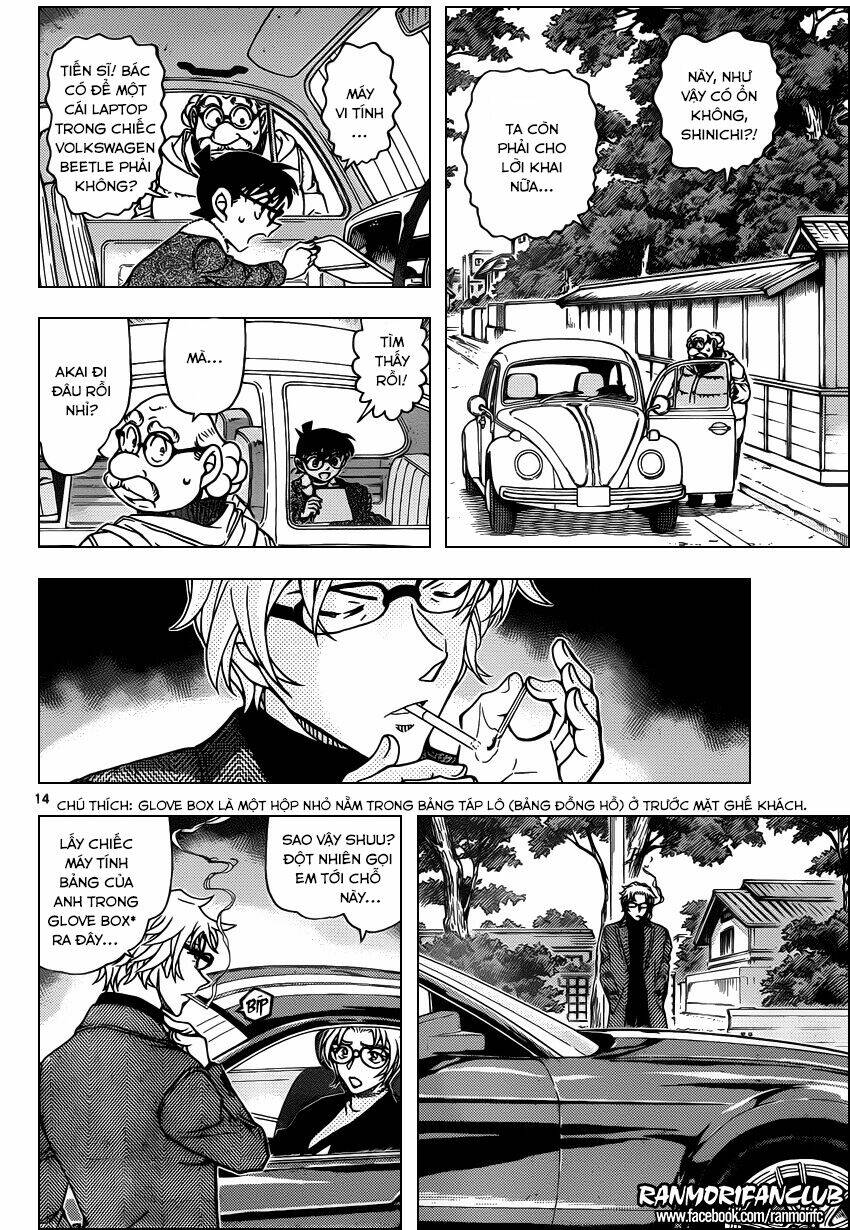 NÀY, NHƯ
VẬY CÓ ỔN
KHÔNG,
SHINICHI?!
TA CÒN
PHẢI CHO
LỜI KHAI
NỮA...
MÁY
VI TÍNH
...
TIẾN SĨ! BÁC
CÓ ĐỂ MỘT
CÁI LAPTOP
TRONG CHIẾC
VOLKSWAGEN
BEETLE PHẢI
KHÔNG?
TÌM
THẤY
RỒI!
MÀ...
AKAI ĐI
ĐÂU RỒI
NHỈ?
14
CHÚ THÍCH: GLOVE BOX LÀ MỘT HỘP NHỎ NẰM TRONG BẢNG TÁP LÔ (BẢNG ĐỒNG HỒ) Ở TRƯỚC MẶT GHẾ KHÁCH.
SAO VẬY SHUU?
ĐỘT NHIÊN GỌI
EM TỚI CHỖ
NÀY...
LẤY CHIẾC
MÁY TÍNH
BẢNG CỦA
ANH TRONG
GLOVE BOX*
RA ĐÂY...
BÍP
RANMORIFANCLUB
www.facebook.com/ranmorifc